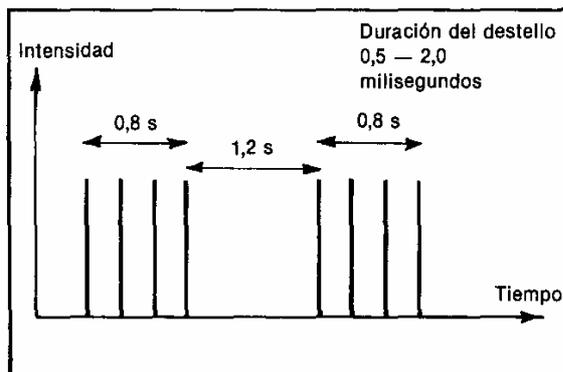 Duración del destello
0,5 — 2,0
milisegundos
Intensidad
0,8 s
1,2 s
0,8 s
Tiempo